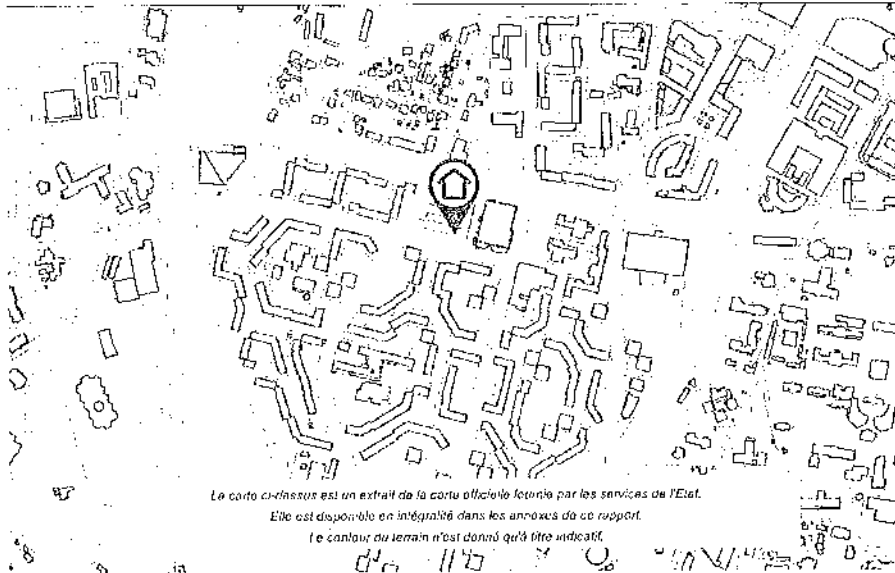 La carte ci-dessus est un extrait de la carte officielle fournie par les services de l'Etat.
Elle est disponible en intégralité dans les annexes de ce rapport.
Le contour du terrain n'est donné qu'à titre indicatif.